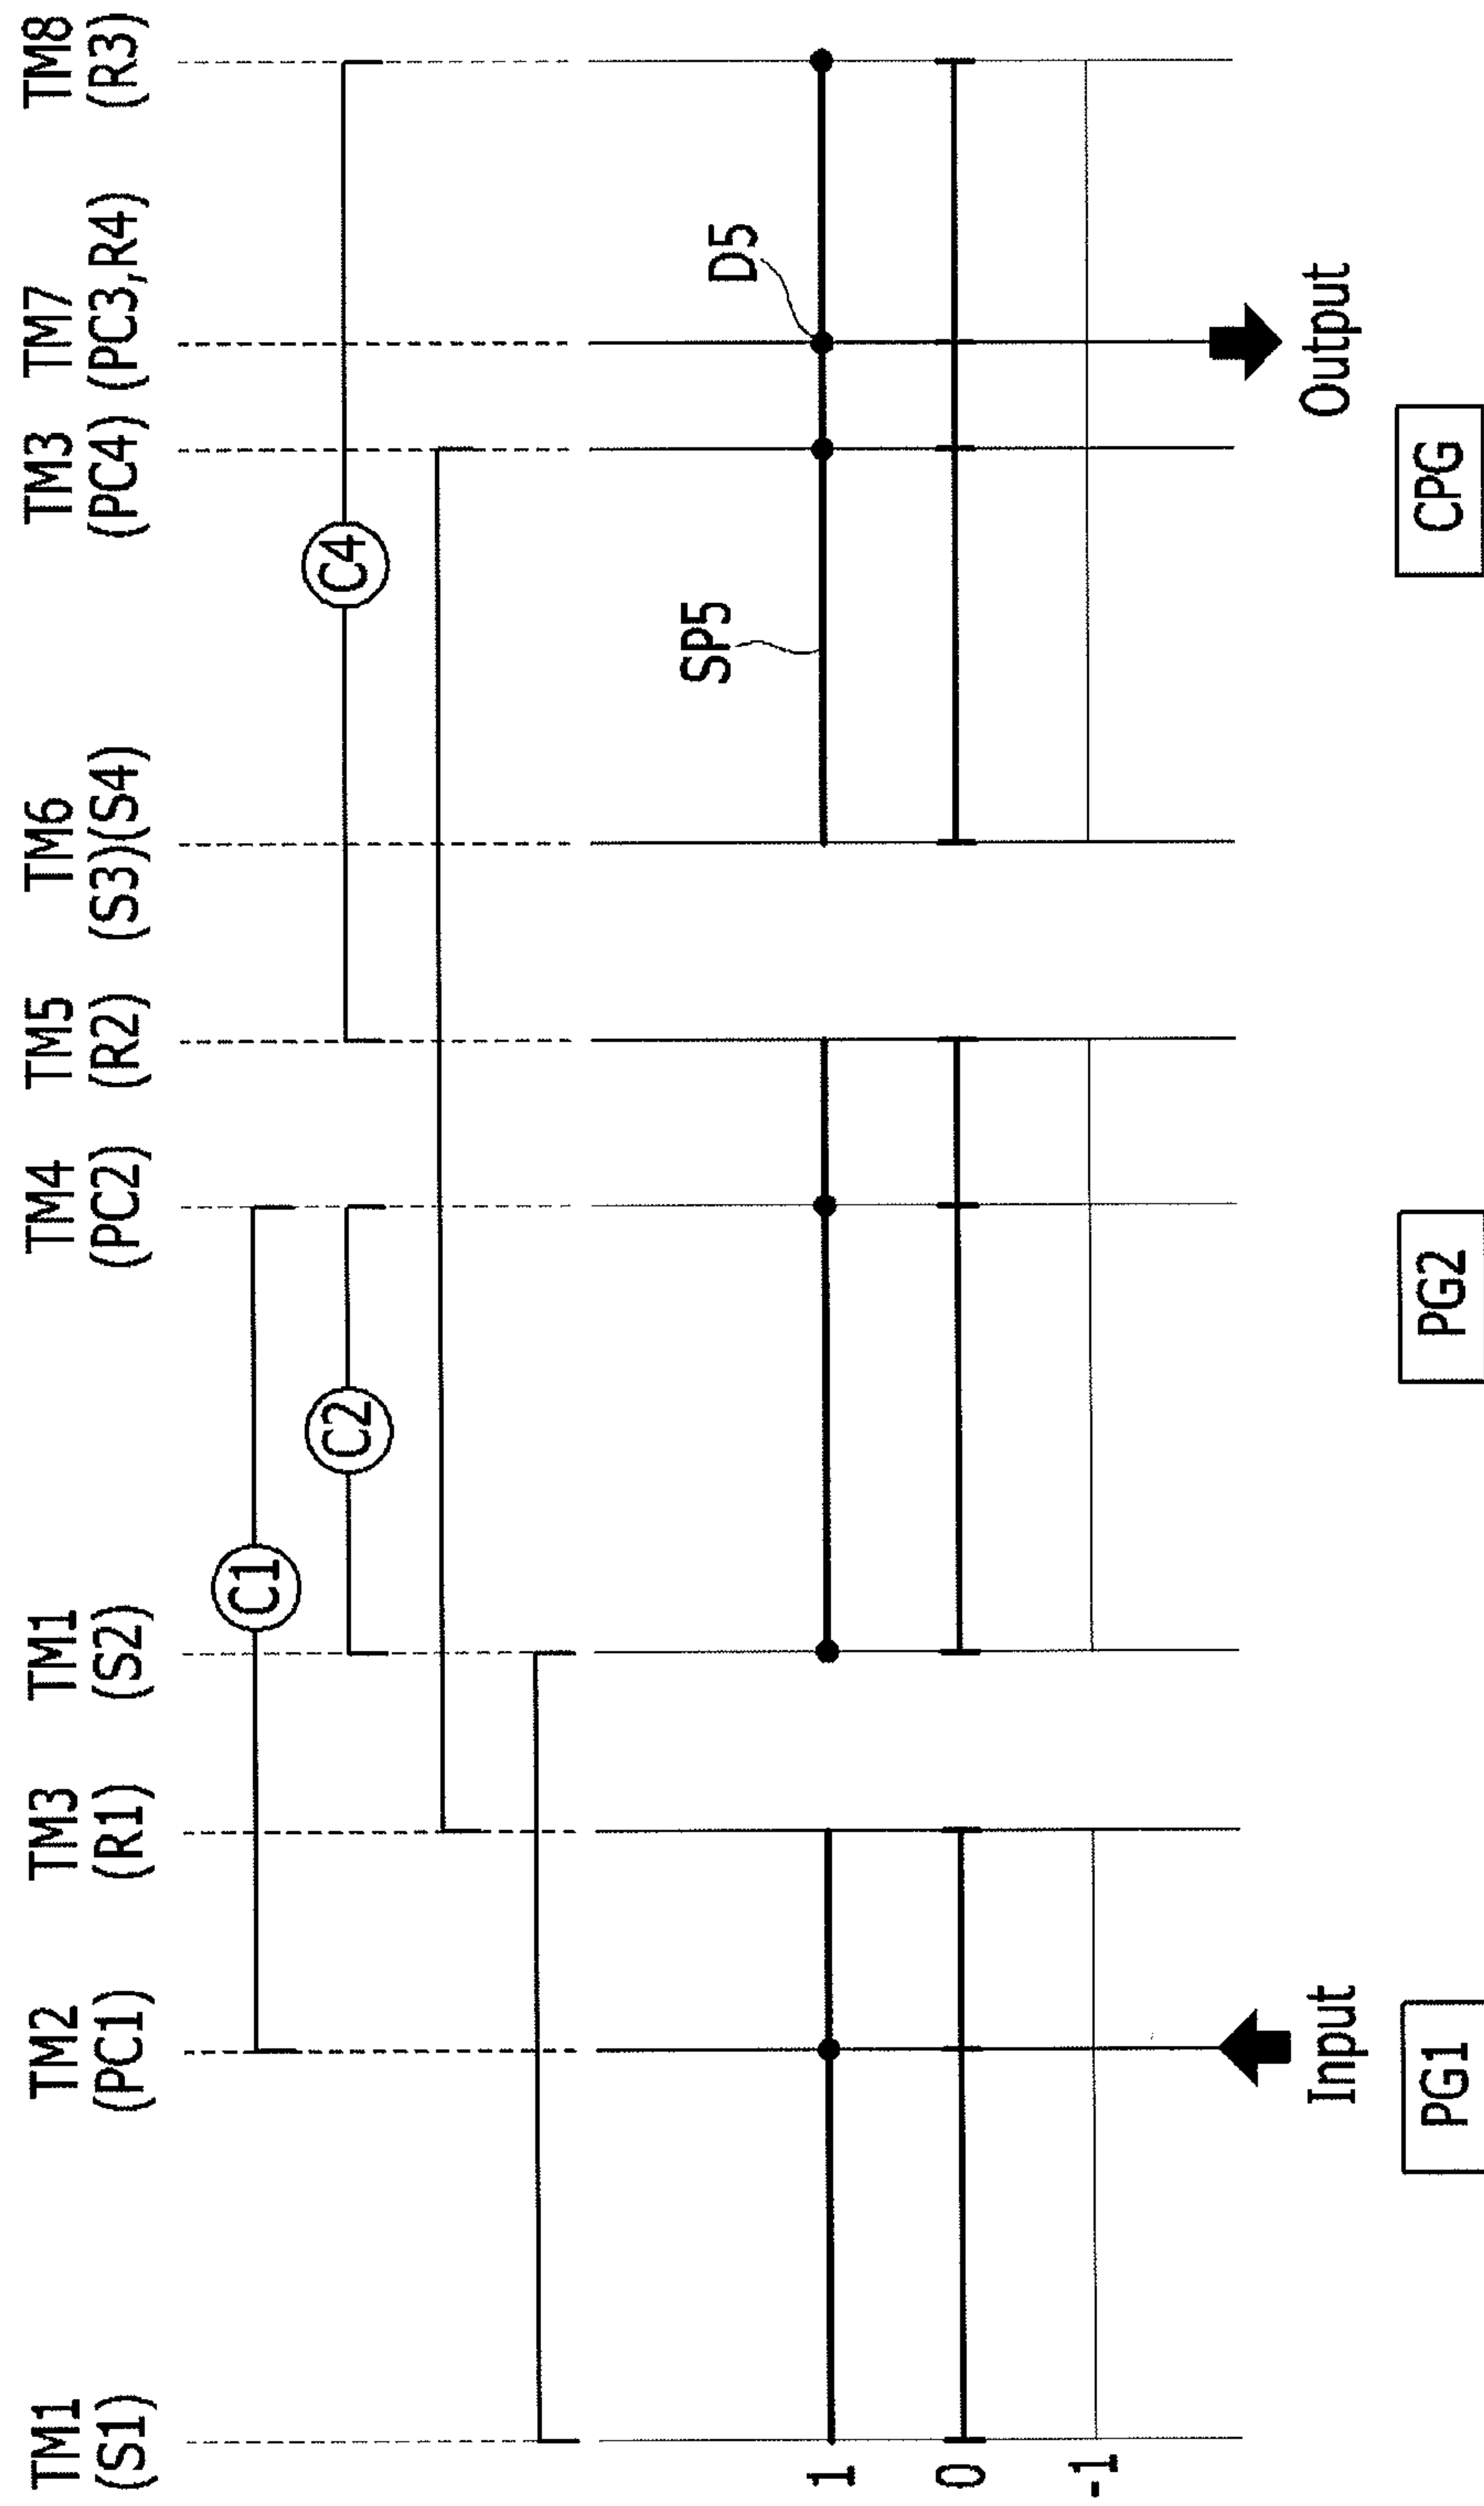 TM1 TM2 TM3 TM1 TM4 TM5 TM6 TM3 TM7 TM8
(S1) (PC1) (R1) (S2) (PC2) (R2) (S3)(S4) (PC4) (PC3,R4) (R3)
C1
C2 C4
SP5 D5
1
0
-1
Input Output
PG1 PG2 CPG